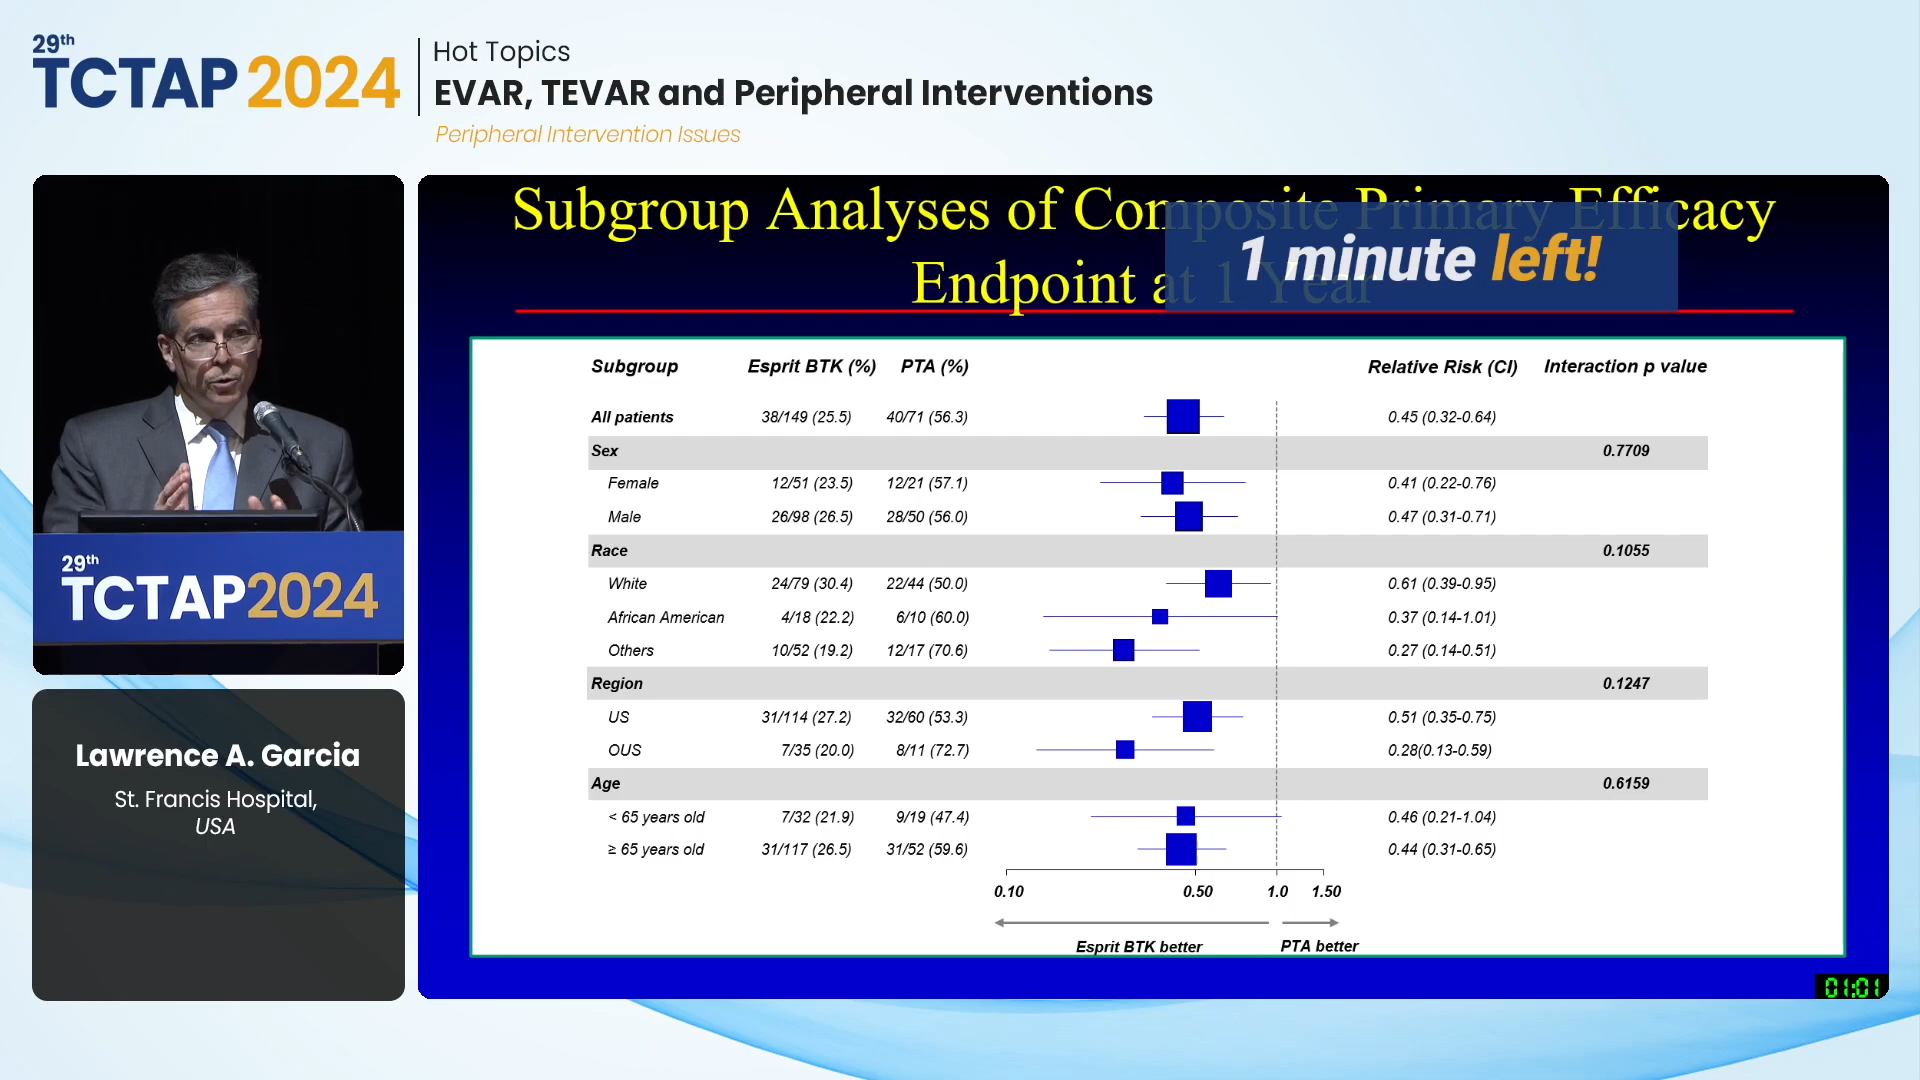 29th
TCTAP 2024
Hot Topics
EVAR, TEVAR and Peripheral Interventions
Peripheral Intervention Issues
29th
TCTAP2024
Lawrence A. Garcia
St. Francis Hospital,
USA
Subgroup Analyses of Composite Primary Efficacy
Endpoint at 1 Year
1 minute left!
Subgroup Esprit BTK (%) PTA (%) Relative Risk (CI) Interaction p value
All patients 38/149 (25.5) 40/71 (56.3) 0.45 (0.32-0.64)
Sex 0.7709
Female 12/51 (23.5) 12/21 (57.1) 0.41 (0.22-0.76)
Male 26/98 (26.5) 28/50 (56.0) 0.47 (0.31-0.71)
Race 0.1055
White 24/79 (30.4) 22/44 (50.0) 0.61 (0.39-0.95)
African American 4/18 (22.2) 6/10 (60.0) 0.37 (0.14-1.01)
Others 10/52 (19.2) 12/17 (70.6) 0.27 (0.14-0.51)
Region 0.1247
US 31/114 (27.2) 32/60 (53.3) 0.51 (0.35-0.75)
OUS 7/35 (20.0) 8/11 (72.7) 0.28(0.13-0.59)
Age 0.6159
< 65 years old 7/32 (21.9) 9/19 (47.4) 0.46 (0.21-1.04)
≥ 65 years old 31/117 (26.5) 31/52 (59.6) 0.44 (0.31-0.65)
0.10 0.50 1.0 1.50
Esprit BTK better PTA better
01:01